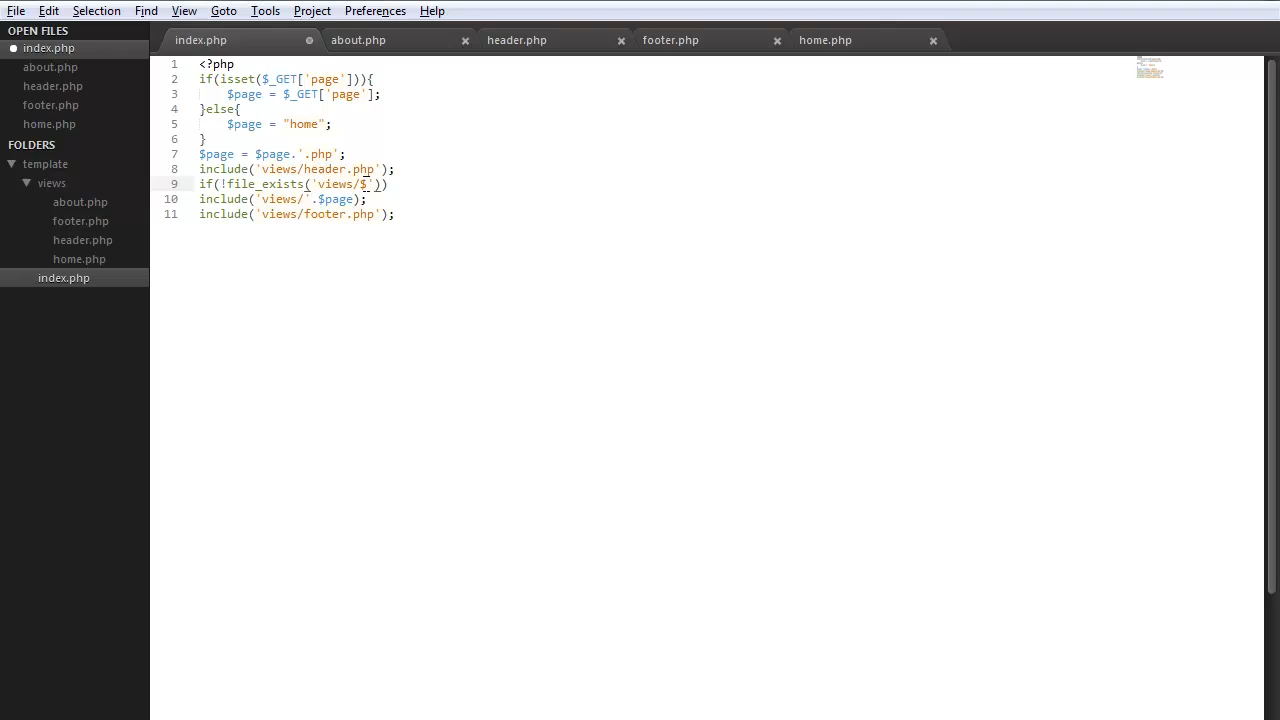 File Edit Selection Find View Goto Tools Project Preferences Help
OPEN FILES
index.php
about.php
header.php
footer.php
home.php
FOLDERS
template
views
about.php
footer.php
header.php
home.php
index.php
index.php about.php header.php footer.php home.php
1 <?php
2 if(isset($_GET['page'])){
3 $page = $_GET['page'];
4 }else{
5 $page = "home";
6 }
7 $page = $page.'.php';
8 include('views/header.php');
9 if(!file_exists('views/$'))
10 include('views/'.$page);
11 include('views/footer.php');